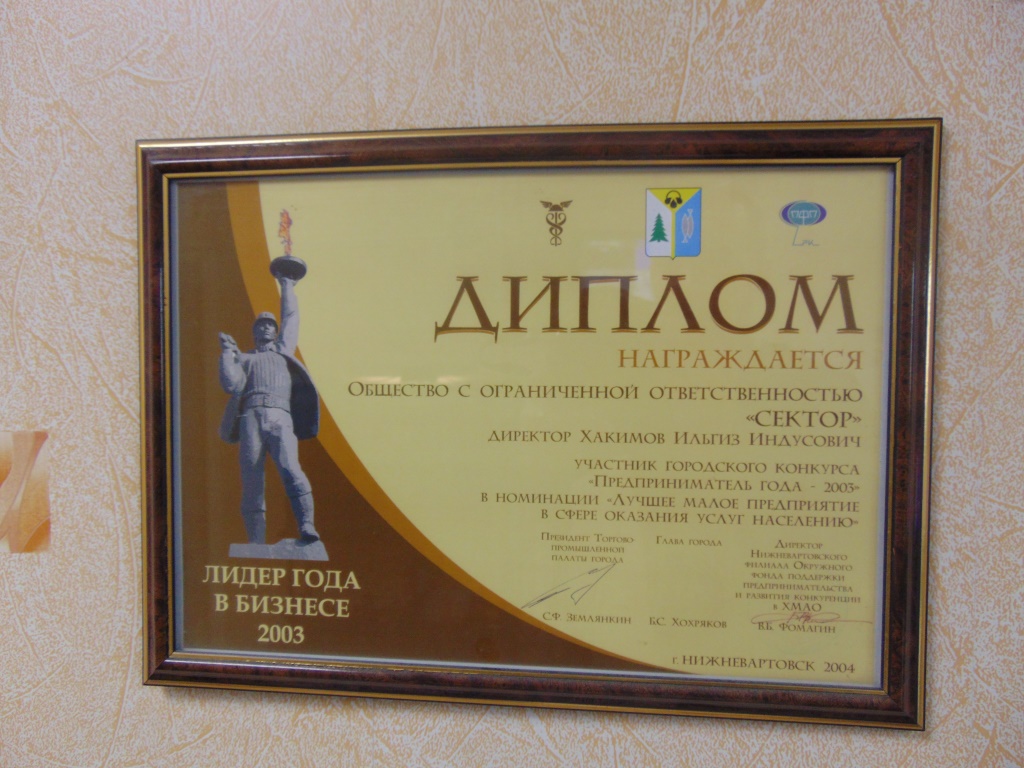 ПФП
ДИПЛОМ
НАГРАЖДАЕТСЯ
ОБЩЕСТВО С ОГРАНИЧЕННОЙ ОТВЕТСТВЕННОСТЬЮ
«СЕКТОР»
ДИРЕКТОР ХАКИМОВ ИЛЬГИЗ ИНДУСОВИЧ
УЧАСТНИК ГОРОДСКОГО КОНКУРСА
«ПРЕДПРИНИМАТЕЛЬ ГОДА - 2003»
В НОМИНАЦИИ «ЛУЧШЕЕ МАЛОЕ ПРЕДПРИЯТИЕ
В СФЕРЕ ОКАЗАНИЯ УСЛУГ НАСЕЛЕНИЮ»
ПРЕЗИДЕНТ ТОРГОВО-
ПРОМЫШЛЕННОЙ
ПАЛАТЫ ГОРОДА
С.Ф. ЗЕМЛЯНКИН
ГЛАВА ГОРОДА
Б.С. ХОХРЯКОВ
ДИРЕКТОР
НИЖНЕВАРТОВСКОГО
ФИЛИАЛА ОКРУЖНОГО
ФОНДА ПОДДЕРЖКИ
ПРЕДПРИНИМАТЕЛЬСТВА
И РАЗВИТИЯ КОНКУРЕНЦИИ
В ХМАО
В.Б. ФОМАГИН
Г. НИЖНЕВАРТОВСК 2004
ЛИДЕР ГОДА
В БИЗНЕСЕ
2003